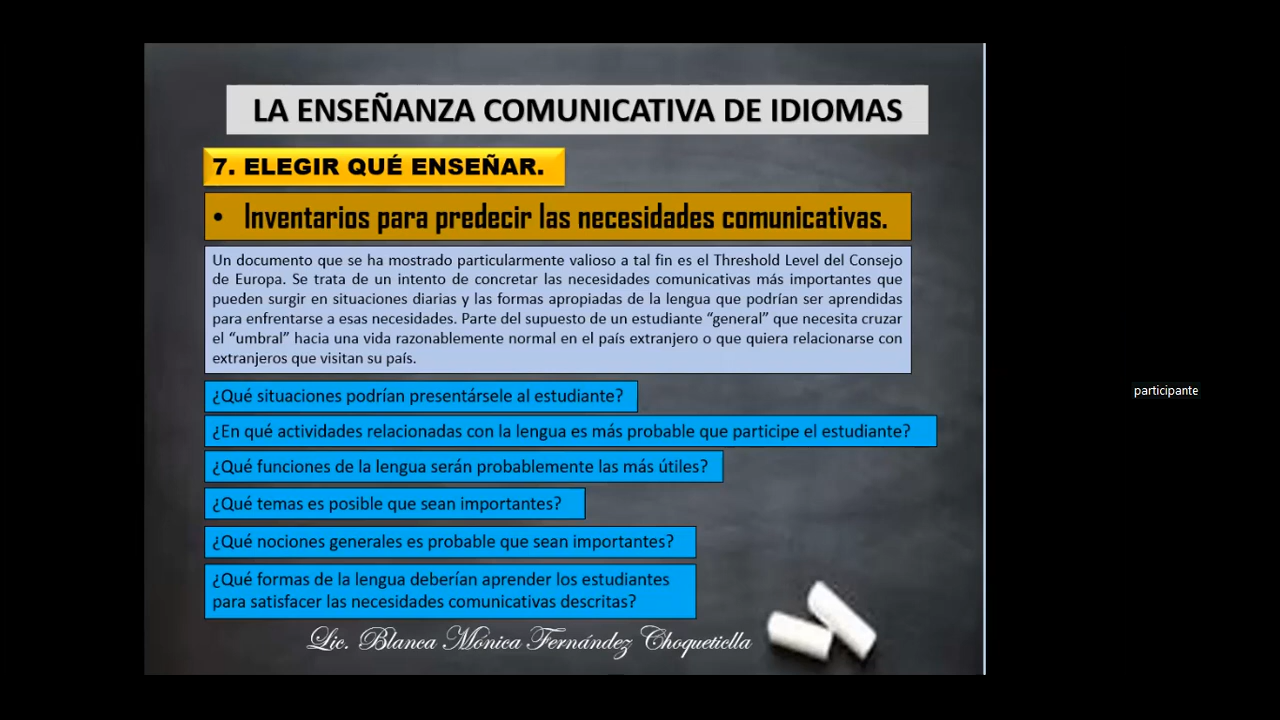 LA ENSEÑANZA COMUNICATIVA DE IDIOMAS
7. ELEGIR QUÉ ENSEÑAR.
• Inventarios para predecir las necesidades comunicativas.
Un documento que se ha mostrado particularmente valioso a tal fin es el Threshold Level del Consejo
de Europa. Se trata de un intento de concretar las necesidades comunicativas más importantes que
pueden surgir en situaciones diarias y las formas apropiadas de la lengua que podrían ser aprendidas
para enfrentarse a esas necesidades. Parte del supuesto de un estudiante “general” que necesita cruzar
el “umbral” hacia una vida razonablemente normal en el país extranjero o que quiera relacionarse con
extranjeros que visitan su país.
¿Qué situaciones podrían presentársele al estudiante?
¿En qué actividades relacionadas con la lengua es más probable que participe el estudiante?
¿Qué funciones de la lengua serán probablemente las más útiles?
¿Qué temas es posible que sean importantes?
¿Qué nociones generales es probable que sean importantes?
¿Qué formas de la lengua deberían aprender los estudiantes
para satisfacer las necesidades comunicativas descritas?
Lic. Blanca Mónica Fernández Choqueticlla
participante